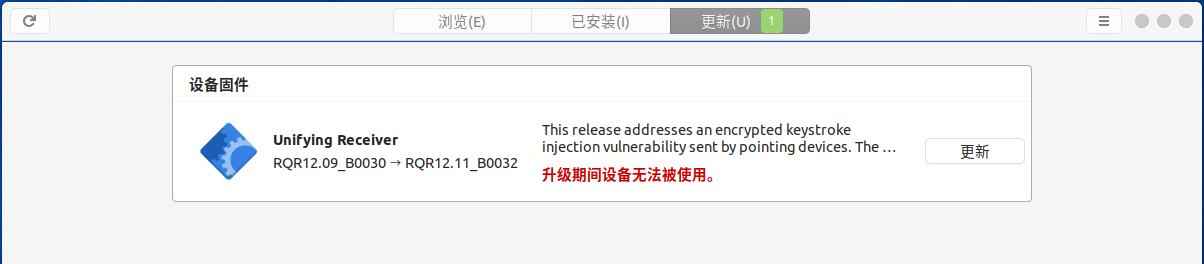 浏览(E)
已安装(I)
更新(U) 1
设备固件
Unifying Receiver
RQR12.09_B0030 → RQR12.11_B0032
This release addresses an encrypted keystroke
injection vulnerability sent by pointing devices. The …
升级期间设备无法被使用。
更新